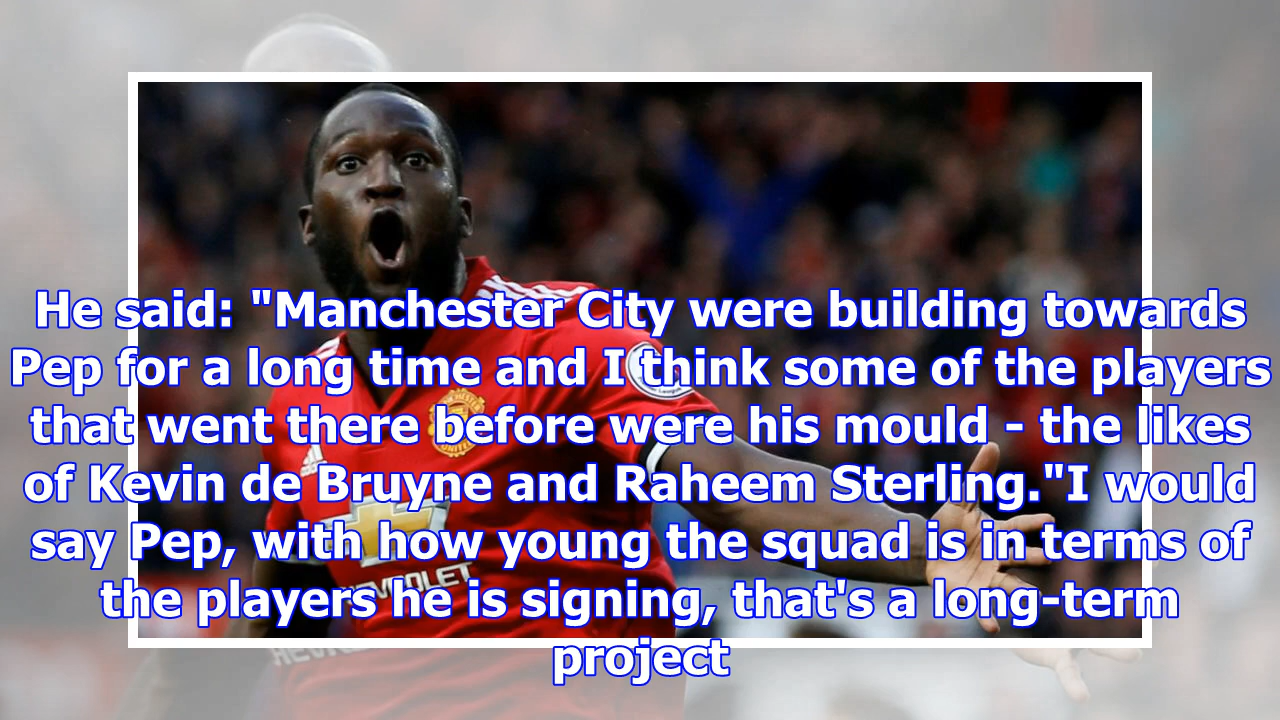 He said: "Manchester City were building towards
Pep for a long time and I think some of the players
that went there before were his mould - the likes
of Kevin de Bruyne and Raheem Sterling."I would
say Pep, with how young the squad is in terms of
the players he is signing, that's a long-term
project
CHEVROLET